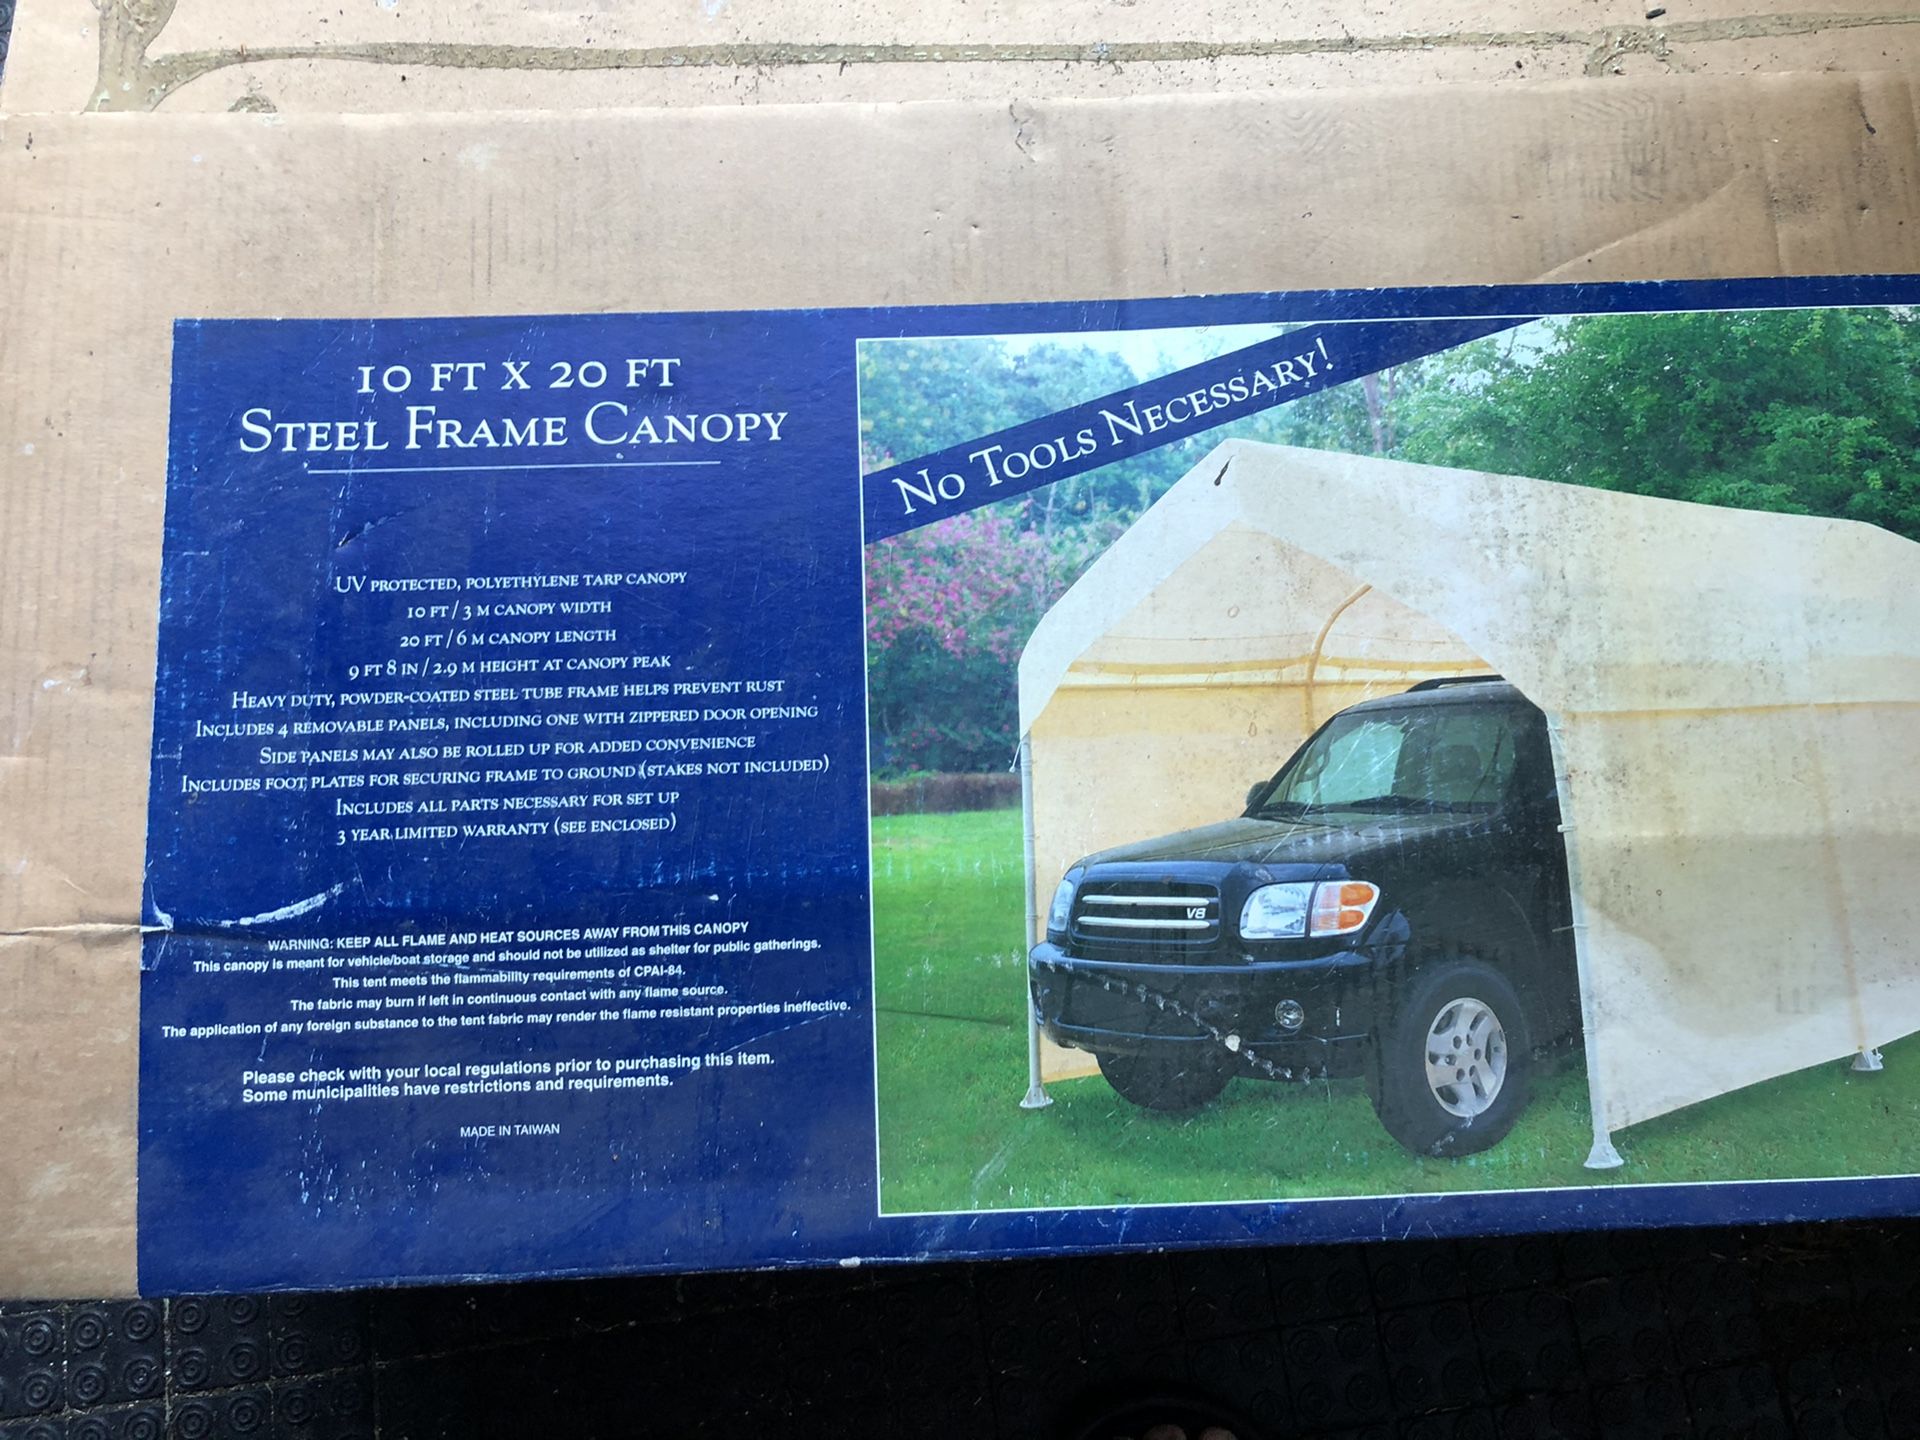 10 FT X 20 FT
STEEL FRAME CANOPY
UV PROTECTED, POLYETHYLENE TARP CANOPY
10 FT / 3 M CANOPY WIDTH
20 FT / 6 M CANOPY LENGTH
9 FT 8 IN / 2.9 M HEIGHT AT CANOPY PEAK
HEAVY DUTY, POWDER-COATED STEEL TUBE FRAME HELPS PREVENT RUST
INCLUDES 4 REMOVABLE PANELS, INCLUDING ONE WITH ZIPPERED DOOR OPENING
SIDE PANELS MAY ALSO BE ROLLED UP FOR ADDED CONVENIENCE
INCLUDES FOOT PLATES FOR SECURING FRAME TO GROUND (STAKES NOT INCLUDED)
INCLUDES ALL PARTS NECESSARY FOR SET UP
3 YEAR LIMITED WARRANTY (SEE ENCLOSED)
WARNING: KEEP ALL FLAME AND HEAT SOURCES AWAY FROM THIS CANOPY
This canopy is meant for vehicle/boat storage and should not be utilized as shelter for public gatherings.
This tent meets the flammability requirements of CPAI-84.
The fabric may burn if left in continuous contact with any flame source.
The application of any foreign substance to the tent fabric may render the flame resistant properties ineffective.
Please check with your local regulations prior to purchasing this item.
Some municipalities have restrictions and requirements.
MADE IN TAIWAN
NO TOOLS NECESSARY!
V8